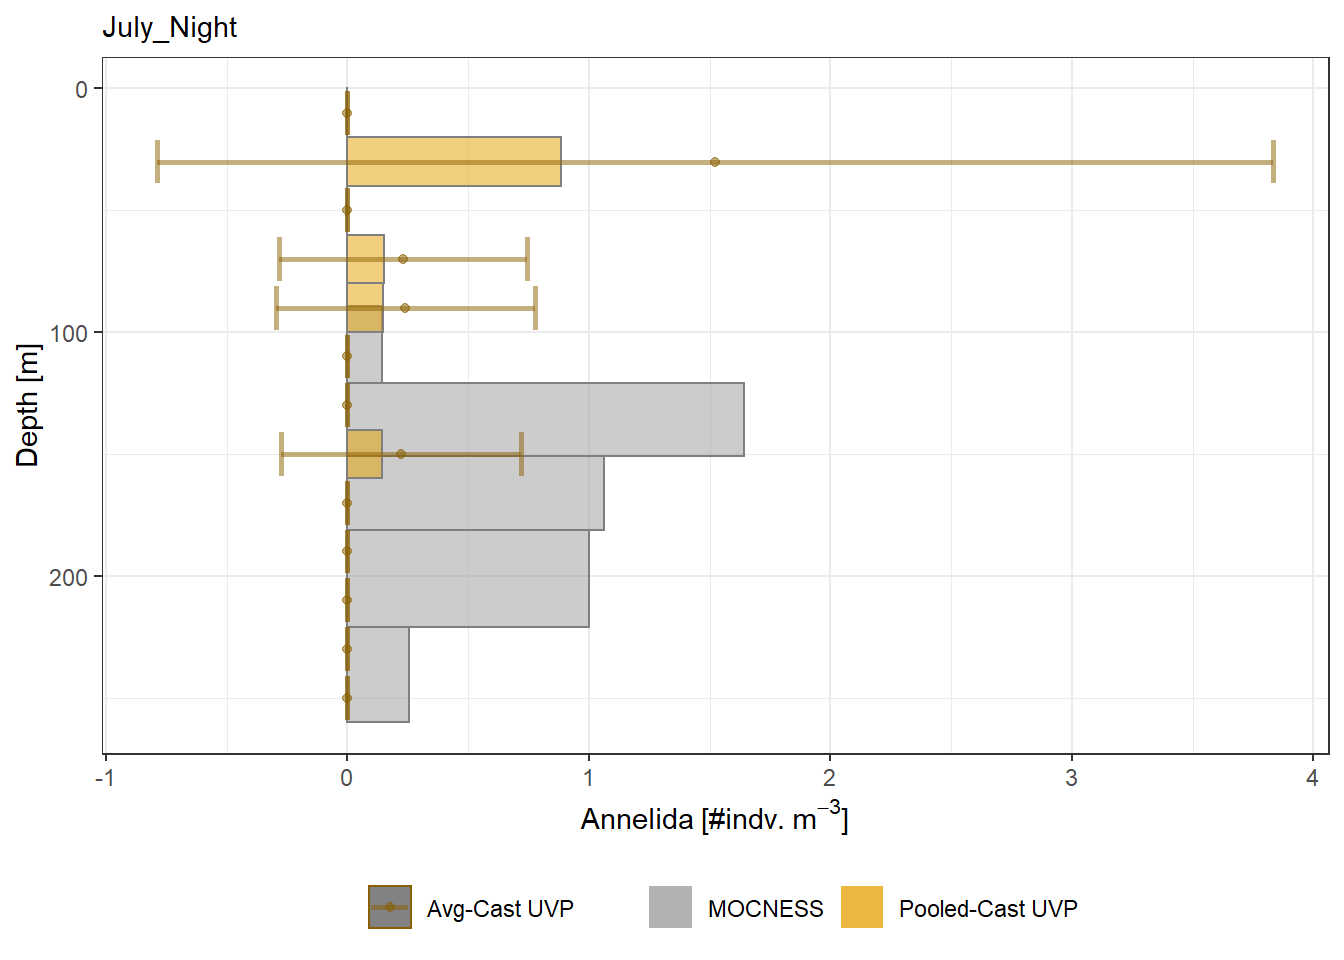 July_Night
0
100
200
Depth [m]
-1 0 1 2 3 4
Annelida [#indv. m⁻³]
Avg-Cast UVP MOCNESS Pooled-Cast UVP